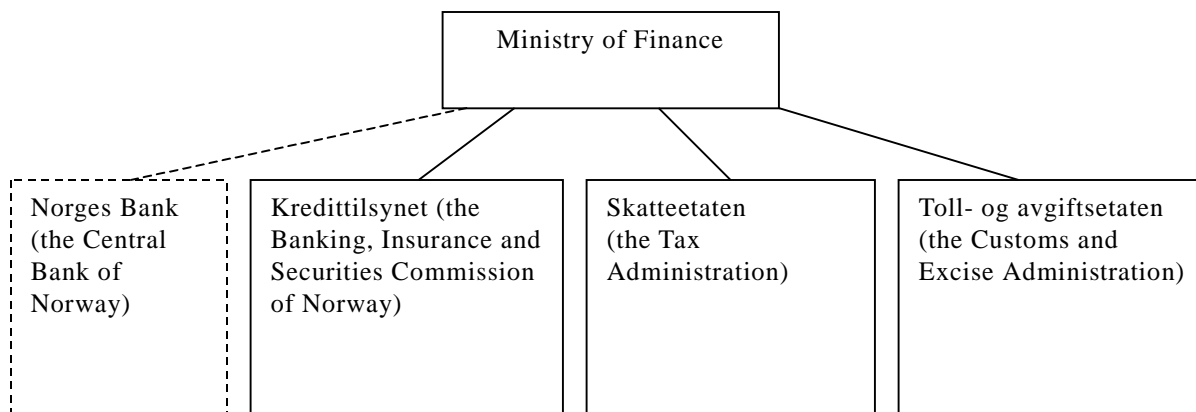 Ministry of Finance
Norges Bank
(the Central
Bank of
Norway)
Kredittilsynet (the
Banking, Insurance and
Securities Commission
of Norway)
Skatteetaten
(the Tax
Administration)
Toll- og avgiftsetaten
(the Customs and
Excise Administration)